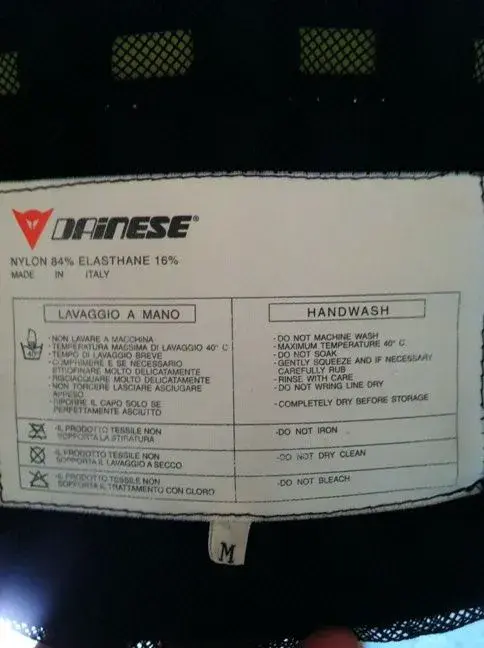 DAINESE®
NYLON 84% ELASTHANE 16%
MADE IN ITALY
LAVAGGIO A MANO
40°
-NON LAVARE A MACCHINA
-TEMPERATURA MASSIMA DI LAVAGGIO 40° C
-TEMPO DI LAVAGGIO BREVE
-COMPRIMERE E SE NECESSARIO
STROFINARE MOLTO DELICATAMENTE
-RISCIACQUARE MOLTO DELICATAMENTE
-NON TORCERE LASCIARE ASCIUGARE
APPESO
-RIPORRE IL CAPO SOLO SE
PERFETTAMENTE ASCIUTTO
HANDWASH
-DO NOT MACHINE WASH
-MAXIMUM TEMPERATURE 40° C
-DO NOT SOAK
-GENTLY SQUEEZE AND IF NECESSARY
CAREFULLY RUB
-RINSE WITH CARE
-DO NOT WRING LINE DRY
-COMPLETELY DRY BEFORE STORAGE
-IL PRODOTTO TESSILE NON
SOPPORTA LA STIRATURA
-DO NOT IRON
-IL PRODOTTO TESSILE NON
SOPPORTA IL LAVAGGIO A SECCO
-DO NOT DRY CLEAN
-IL PRODOTTO TESSILE NON
SOPPORTA IL TRATTAMENTO CON CLORO
-DO NOT BLEACH
M